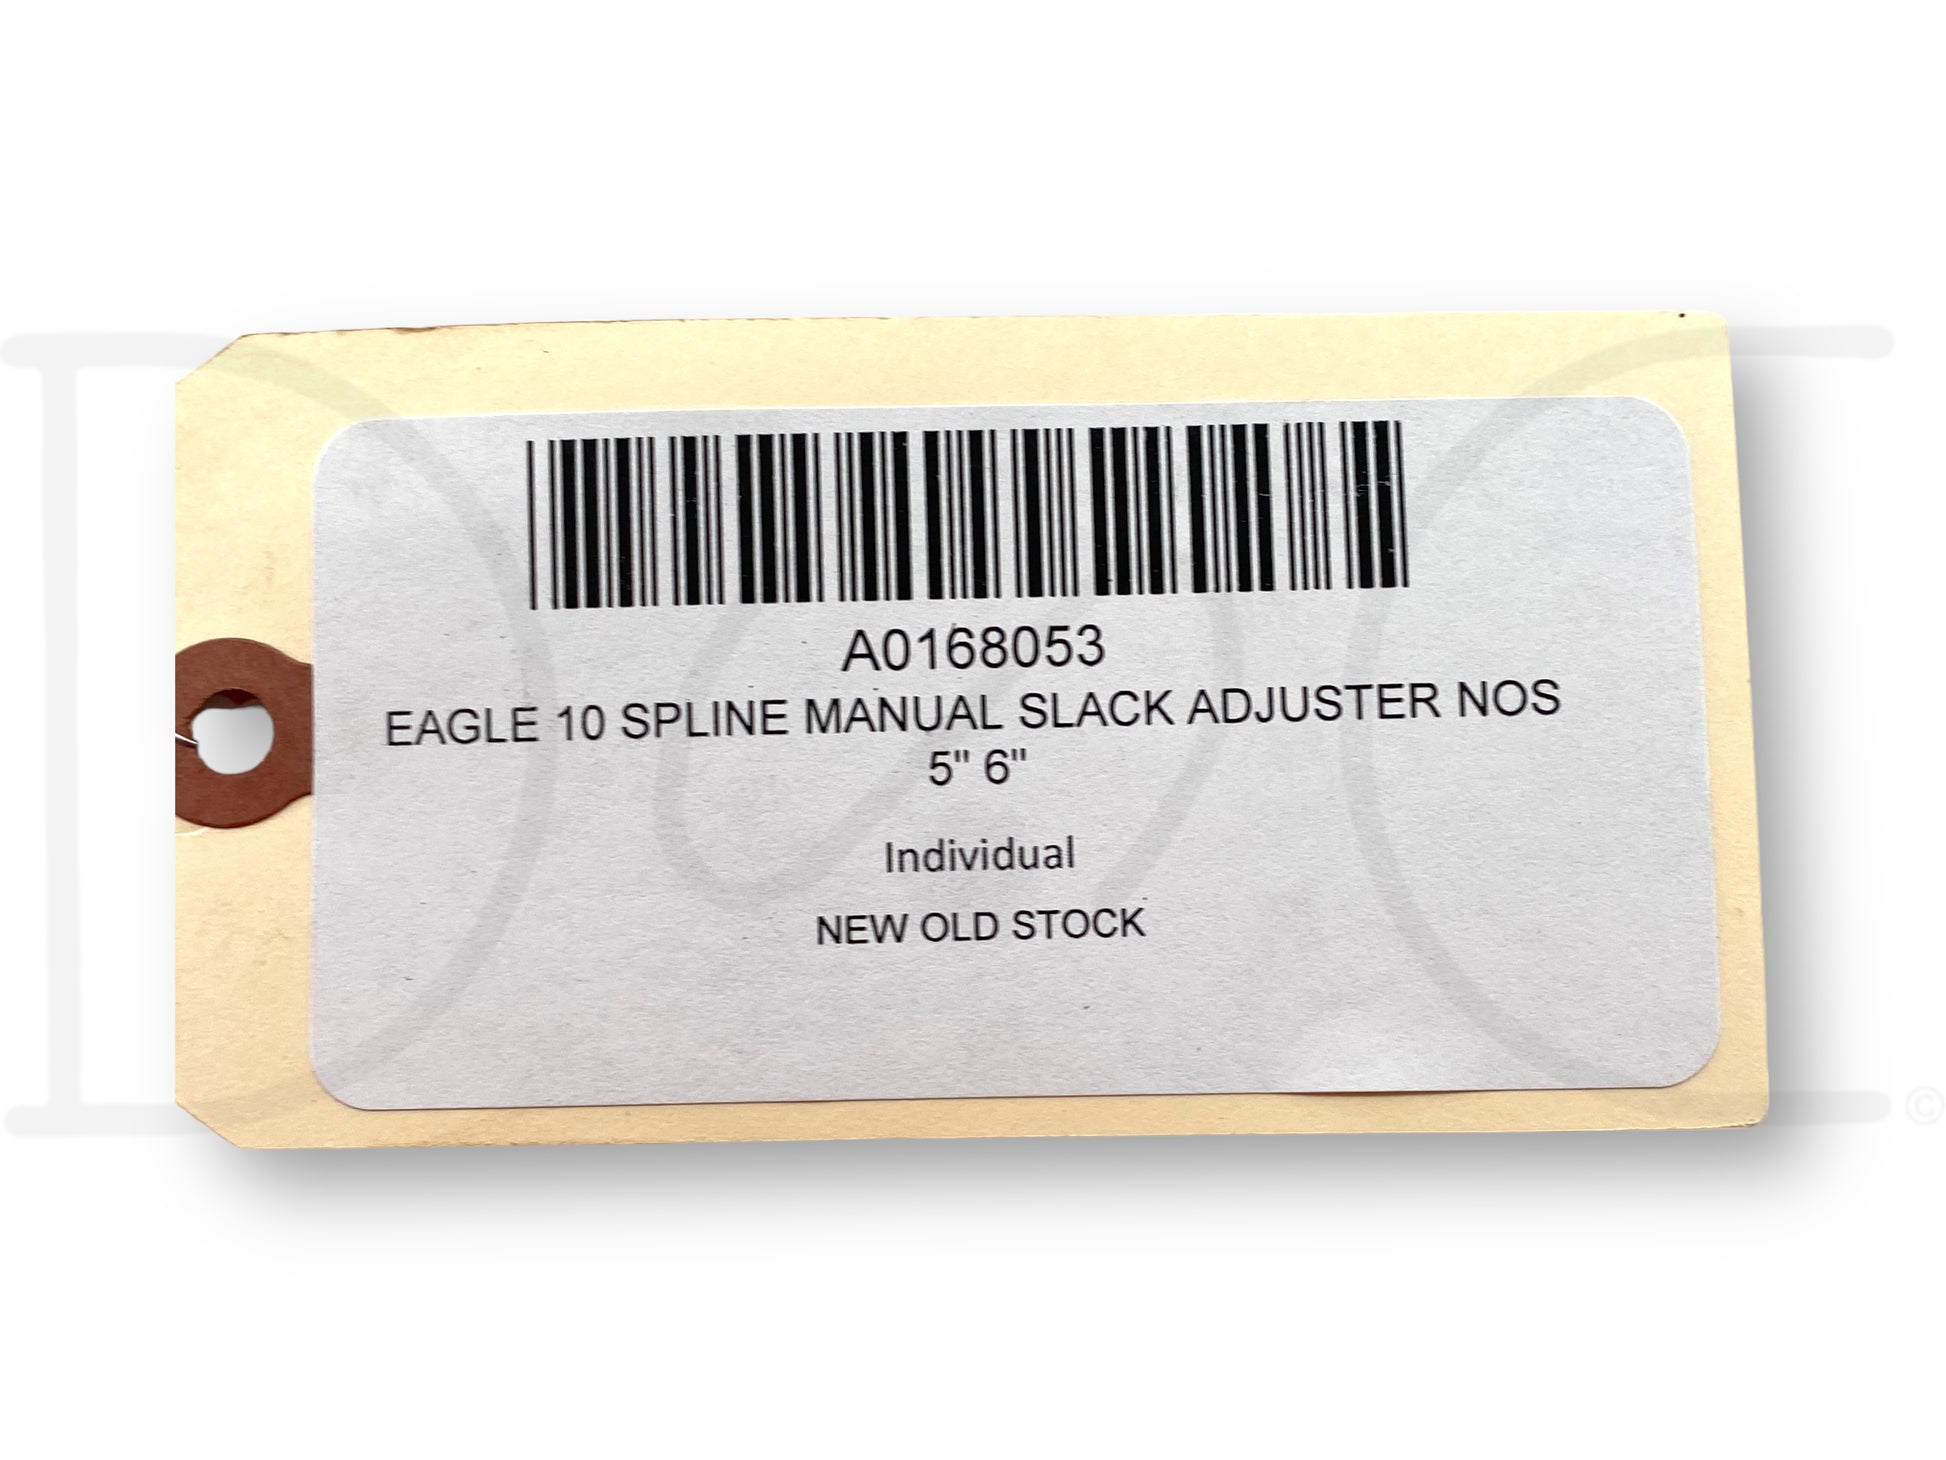 A0168053
EAGLE 10 SPLINE MANUAL SLACK ADJUSTER NOS
5" 6"
Individual
NEW OLD STOCK
©